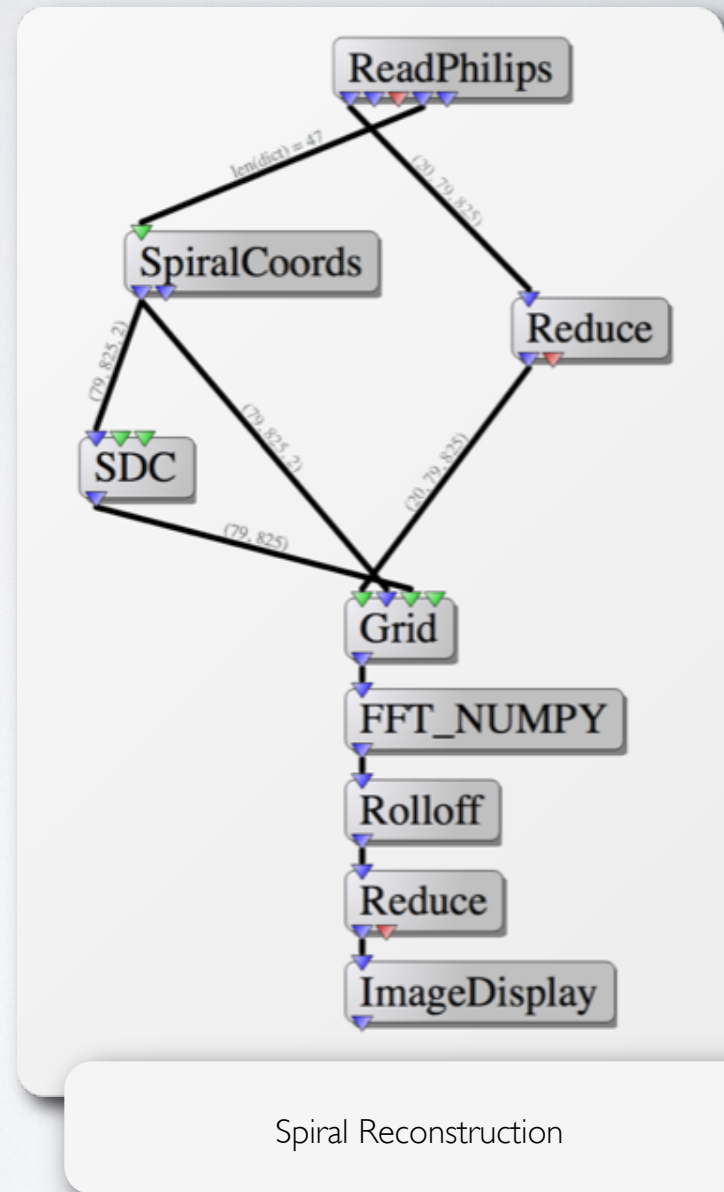 ReadPhilips
len(dict) = 47
(20, 79, 825)
SpiralCoords
Reduce
(79, 825, 2)
(79, 825, 2)
(20, 79, 825)
SDC
(79, 825)
Grid
FFT_NUMPY
Rolloff
Reduce
ImageDisplay
Spiral Reconstruction